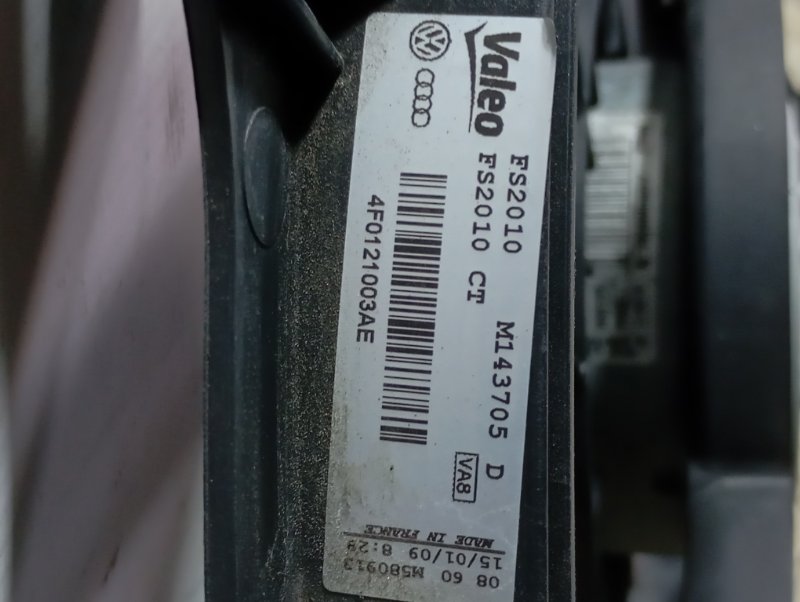 Valeo
FS2010 M143705 D
FS2010 CT
VA8
4F0121003AE
08 60 M580913
15/01/09 8:28
MADE IN FRANCE